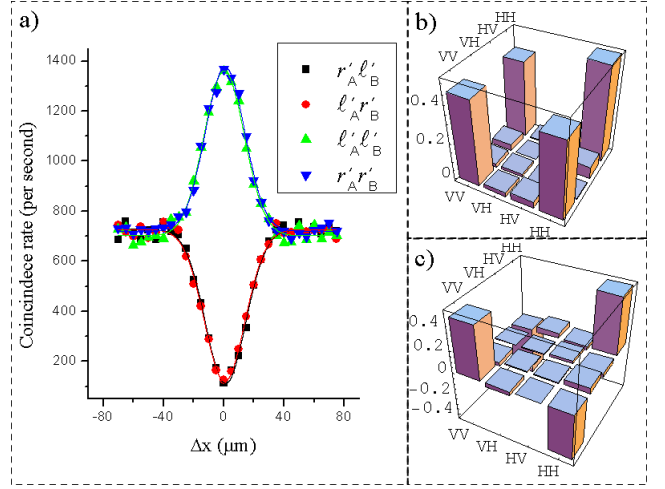 a)
Coincidece rate (per second)
1400
1200
1000
800
600
400
200
-80
-40
0
40
80
Δx (μm)
r′Aℓ′B
ℓ′Ar′B
ℓ′Aℓ′B
r′Ar′B
b)
HH
HV
VH
VV
0.4
0.2
0
VV
VH
HV
HH
c)
HH
HV
VH
VV
0.4
0.2
0
-0.2
-0.4
VV
VH
HV
HH